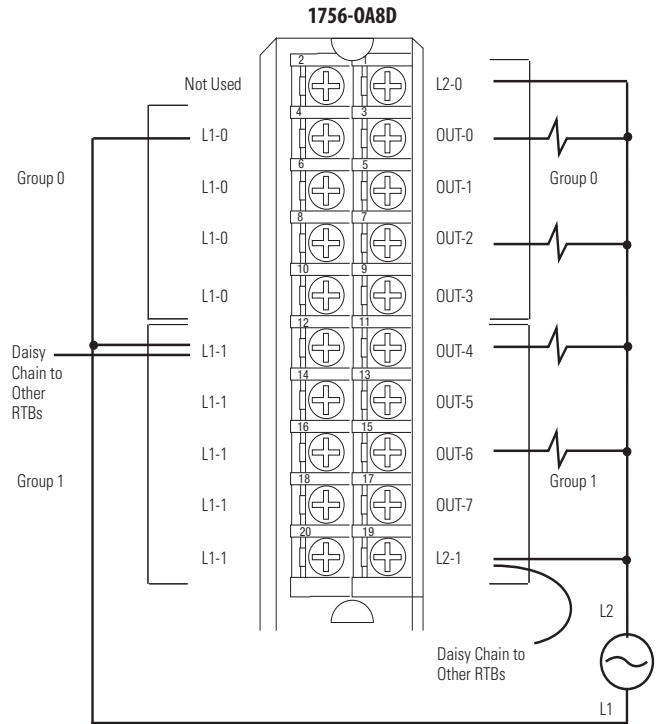 1756-OA8D
2 1
Not Used L2-0
4 3
L1-0 OUT-0
Group 0 Group 0
6 5
L1-0 OUT-1
8 7
L1-0 OUT-2
10 9
L1-0 OUT-3
12 11
L1-1 OUT-4
Daisy
Chain to
Other
RTBs
14 13
L1-1 OUT-5
16 15
L1-1 OUT-6
Group 1 Group 1
18 17
L1-1 OUT-7
20 19
L1-1 L2-1
L2
Daisy Chain to
Other RTBs
L1